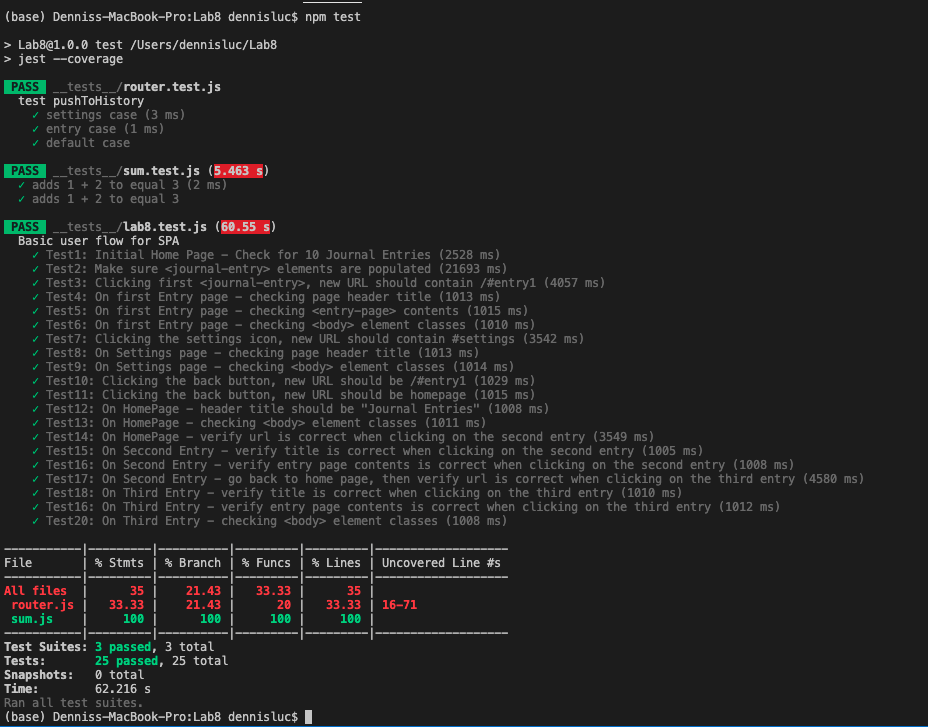 (base) Denniss-MacBook-Pro:Lab8 dennisluc$ npm test
> Lab8@1.0.0 test /Users/dennisluc/Lab8
> jest --coverage
PASS __tests__/router.test.js
test pushToHistory
✓ settings case (3 ms)
✓ entry case (1 ms)
✓ default case
PASS __tests__/sum.test.js (5.463 s)
✓ adds 1 + 2 to equal 3 (2 ms)
✓ adds 1 + 2 to equal 3
PASS __tests__/lab8.test.js (60.55 s)
Basic user flow for SPA
✓ Test1: Initial Home Page - Check for 10 Journal Entries (2528 ms)
✓ Test2: Make sure <journal-entry> elements are populated (21693 ms)
✓ Test3: Clicking first <journal-entry>, new URL should contain /#entry1 (4057 ms)
✓ Test4: On first Entry page - checking page header title (1013 ms)
✓ Test5: On first Entry page - checking <entry-page> contents (1015 ms)
✓ Test6: On first Entry page - checking <body> element classes (1010 ms)
✓ Test7: Clicking the settings icon, new URL should contain #settings (3542 ms)
✓ Test8: On Settings page - checking page header title (1013 ms)
✓ Test9: On Settings page - checking <body> element classes (1014 ms)
✓ Test10: Clicking the back button, new URL should be /#entry1 (1029 ms)
✓ Test11: Clicking the back button, new URL should be homepage (1015 ms)
✓ Test12: On HomePage - header title should be "Journal Entries" (1008 ms)
✓ Test13: On HomePage - checking <body> element classes (1011 ms)
✓ Test14: On HomePage - verify url is correct when clicking on the second entry (3549 ms)
✓ Test15: On Seccond Entry - verify title is correct when clicking on the second entry (1005 ms)
✓ Test16: On Second Entry - verify entry page contents is correct when clicking on the second entry (1008 ms)
✓ Test17: On Second Entry - go back to home page, then verify url is correct when clicking on the third entry (4580 ms)
✓ Test18: On Third Entry - verify title is correct when clicking on the third entry (1010 ms)
✓ Test16: On Third Entry - verify entry page contents is correct when clicking on the third entry (1012 ms)
✓ Test20: On Third Entry - checking <body> element classes (1008 ms)
-----------|---------|----------|---------|---------|-------------------
File | % Stmts | % Branch | % Funcs | % Lines | Uncovered Line #s
-----------|---------|----------|---------|---------|-------------------
All files | 35 | 21.43 | 33.33 | 35 |
router.js | 33.33 | 21.43 | 20 | 33.33 | 16-71
sum.js | 100 | 100 | 100 | 100 |
-----------|---------|----------|---------|---------|-------------------
Test Suites: 3 passed, 3 total
Tests: 25 passed, 25 total
Snapshots: 0 total
Time: 62.216 s
Ran all test suites.
(base) Denniss-MacBook-Pro:Lab8 dennisluc$